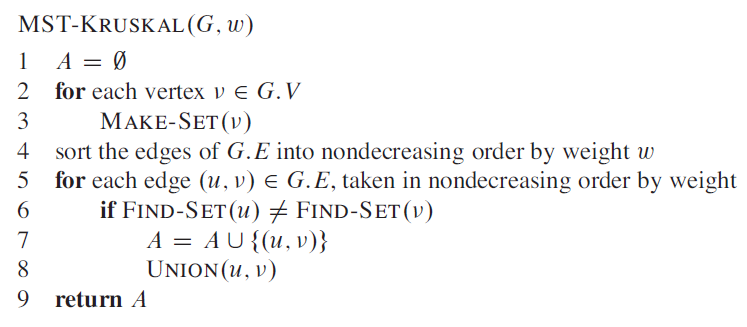 MST-KRUSKAL(G, w)
1 A = ∅
2 for each vertex v ∈ G.V
3 MAKE-SET(v)
4 sort the edges of G.E into nondecreasing order by weight w
5 for each edge (u, v) ∈ G.E, taken in nondecreasing order by weight
6 if FIND-SET(u) ≠ FIND-SET(v)
7 A = A ∪ {(u, v)}
8 UNION(u, v)
9 return A